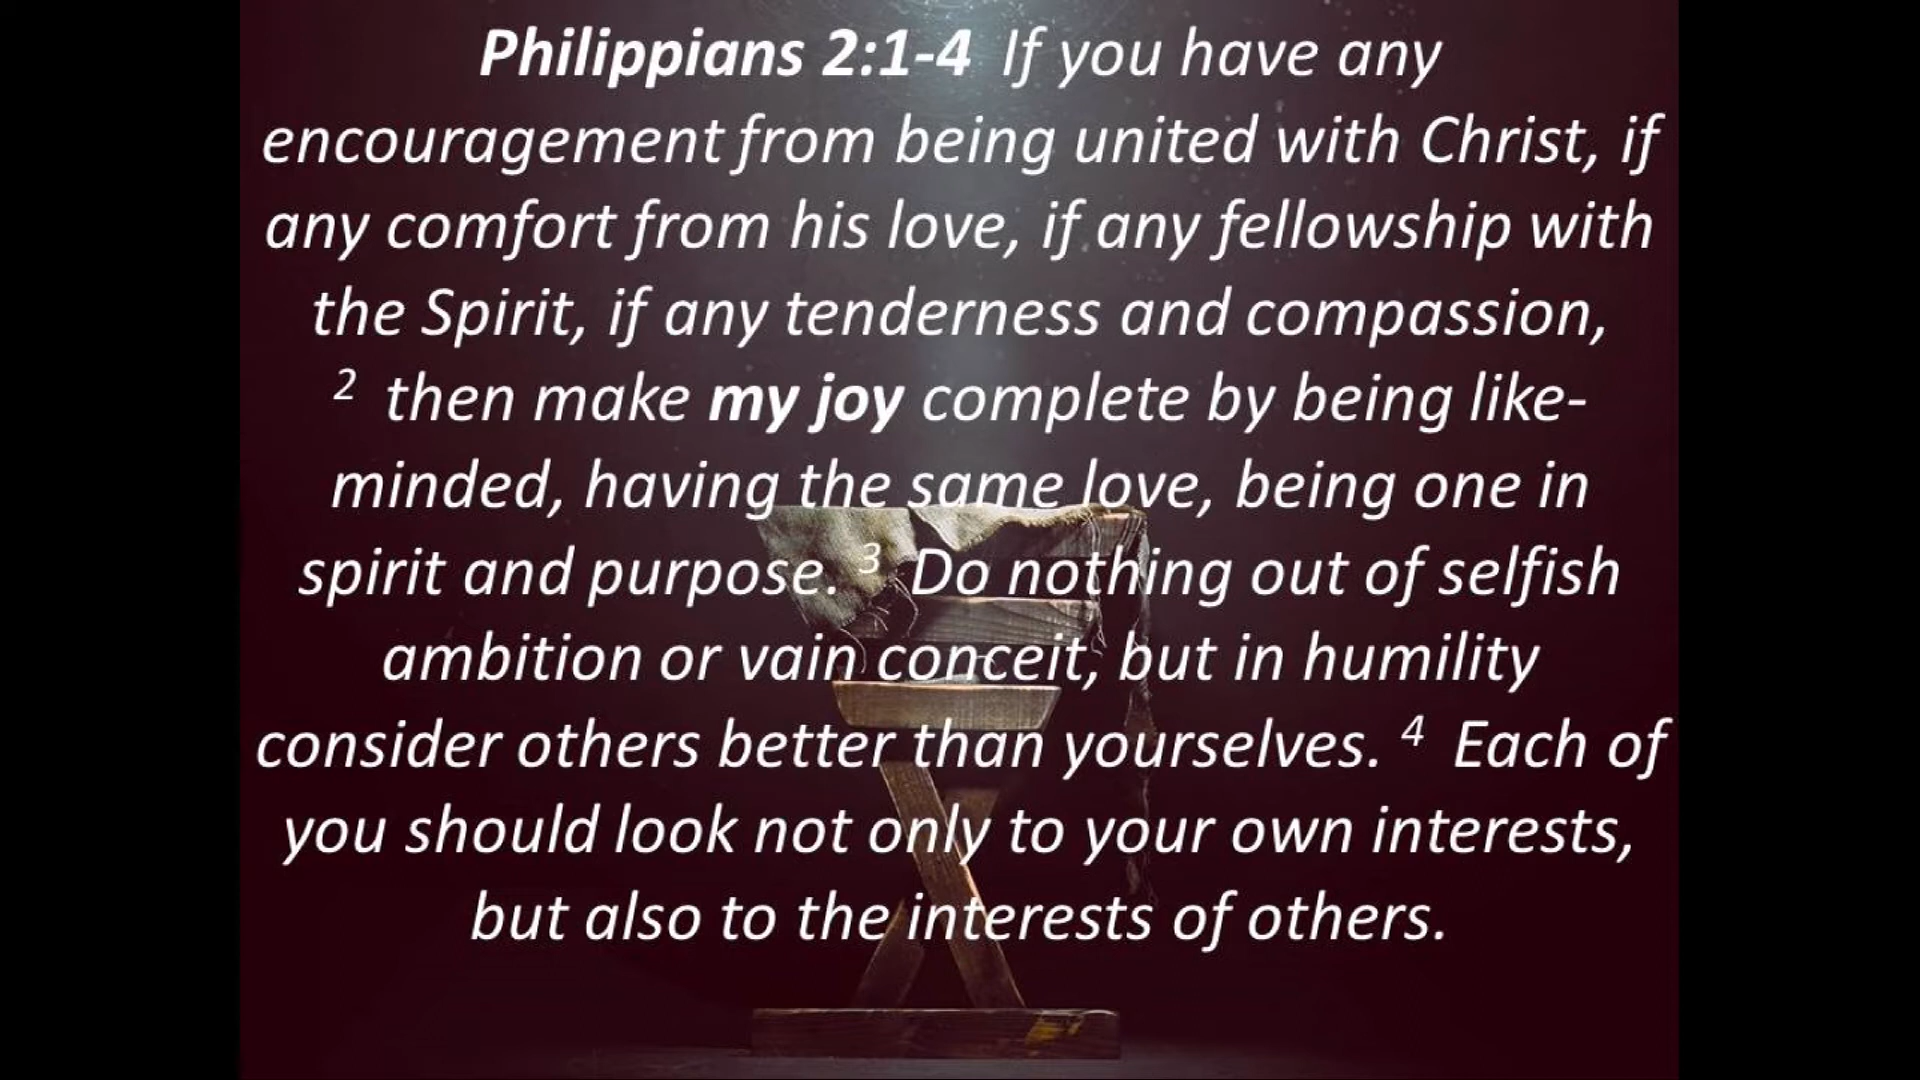 Philippians 2:1-4 If you have any
encouragement from being united with Christ, if
any comfort from his love, if any fellowship with
the Spirit, if any tenderness and compassion,
2 then make my joy complete by being like-
minded, having the same love, being one in
spirit and purpose. 3 Do nothing out of selfish
ambition or vain conceit, but in humility
consider others better than yourselves. 4 Each of
you should look not only to your own interests,
but also to the interests of others.